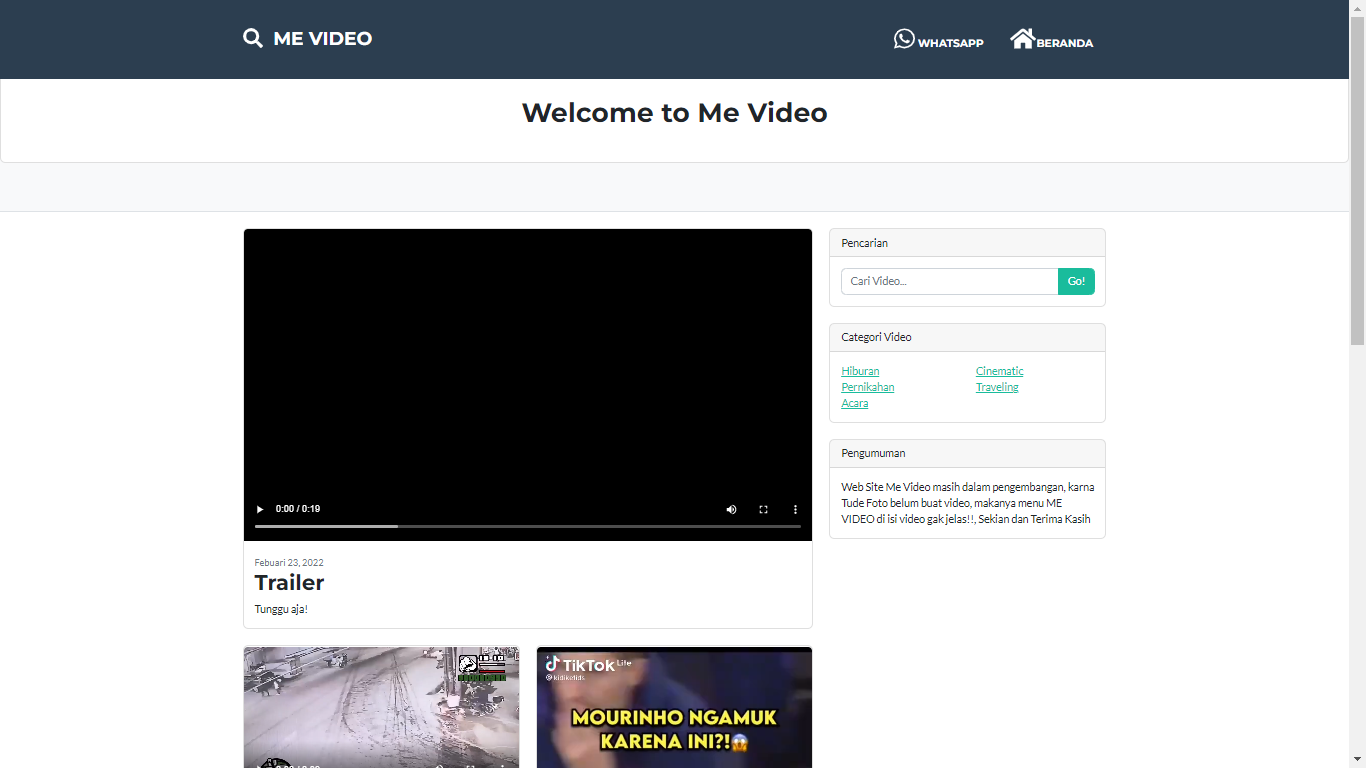 ME VIDEO
WHATSAPP
BERANDA
Welcome to Me Video
0:00 / 0:19
Febuari 23, 2022
Trailer
Tunggu aja!
Pencarian
Cari Video...
Go!
Categori Video
Hiburan
Cinematic
Pernikahan
Traveling
Acara
Pengumuman
Web Site Me Video masih dalam pengembangan, karna
Tude Foto belum buat video, makanya menu ME
VIDEO di isi video gak jelas!!, Sekian dan Terima Kasih
TikTok Lite
@kidiketids
MOURINHO NGAMUK
KARENA INI?!😱